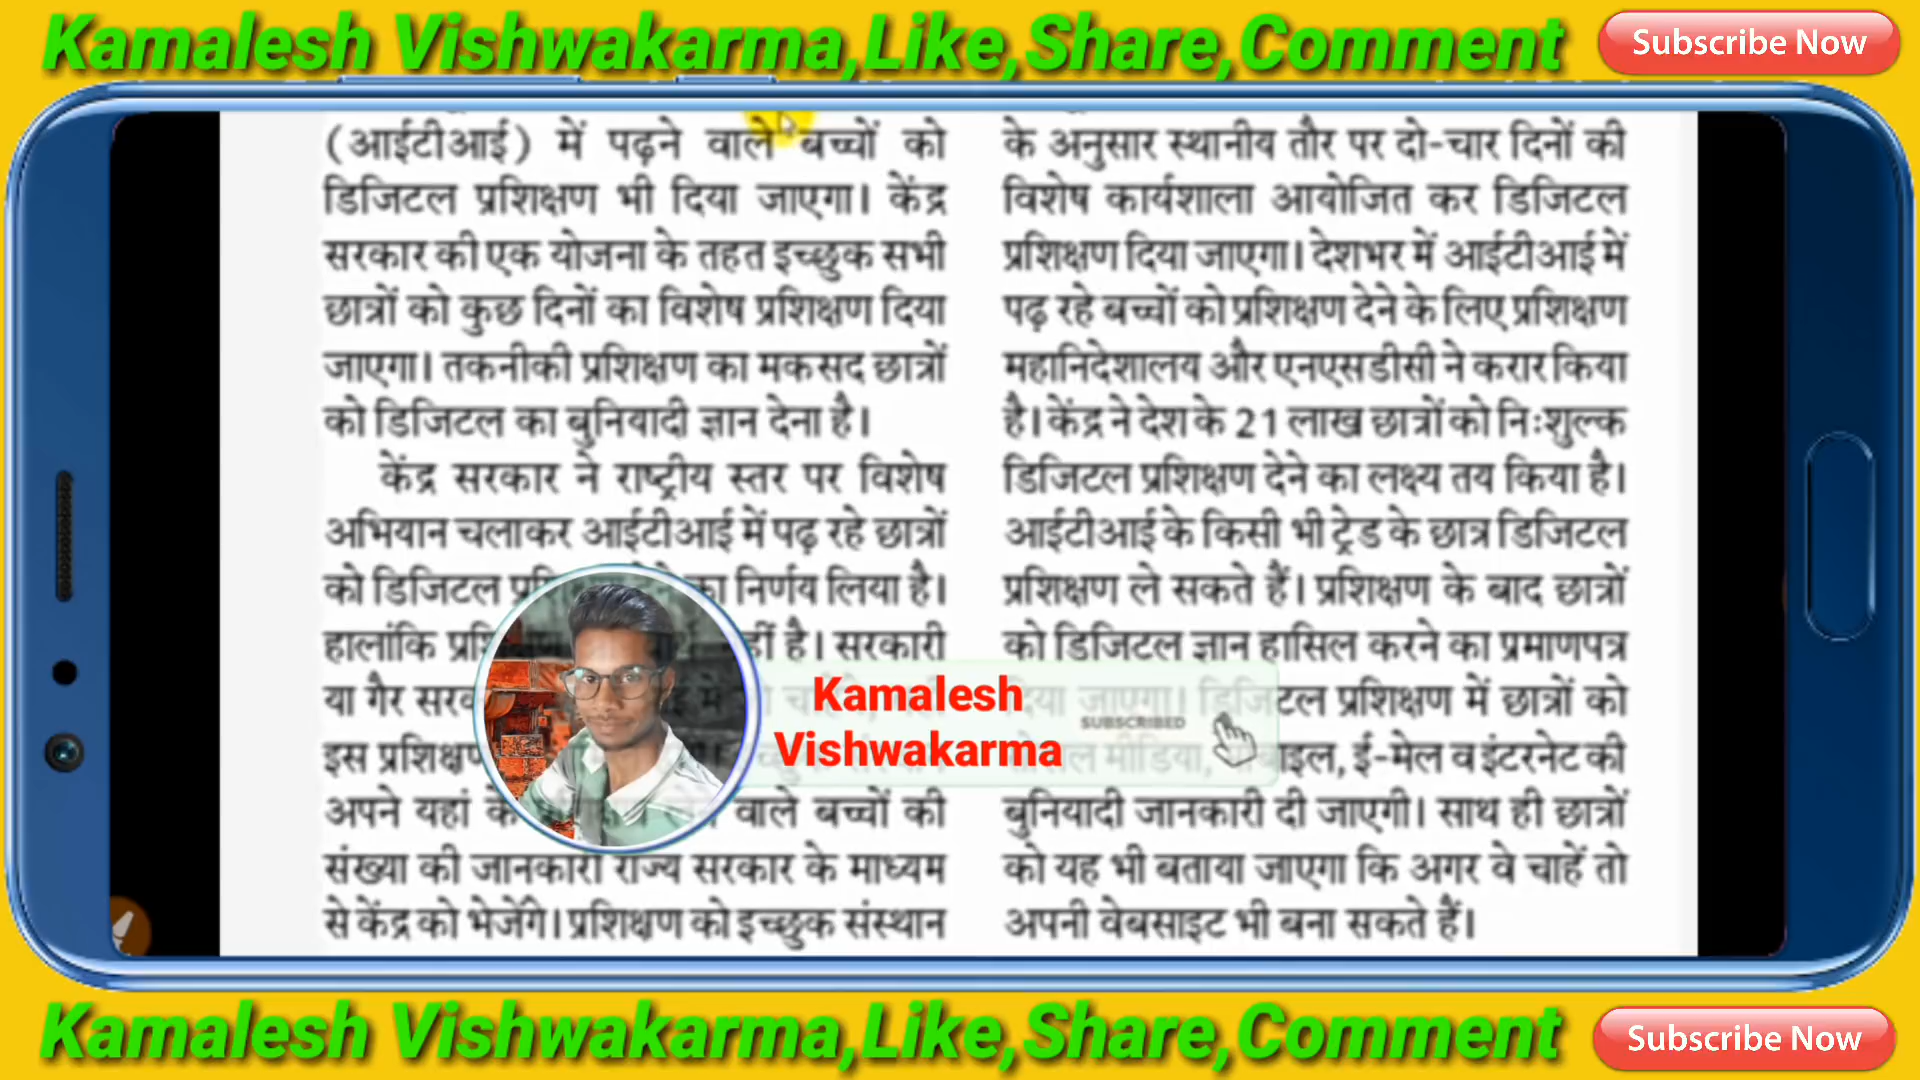 Kamalesh Vishwakarma,Like,Share,Comment
Subscribe Now
(आईटीआई) में पढ़ने वाले बच्चों को
डिजिटल प्रशिक्षण भी दिया जाएगा। केंद्र
सरकार की एक योजना के तहत इच्छुक सभी
छात्रों को कुछ दिनों का विशेष प्रशिक्षण दिया
जाएगा। तकनीकी प्रशिक्षण का मकसद छात्रों
को डिजिटल का बुनियादी ज्ञान देना है।
केंद्र सरकार ने राष्ट्रीय स्तर पर विशेष
अभियान चलाकर आईटीआई में पढ़ रहे छात्रों
को डिजिटल का निर्णय लिया है।
हालांकि है। सरकारी
या गैर
इस
अपने यहां के वाले बच्चों की
संख्या की जानकारी राज्य सरकार के माध्यम
से केंद्र को भेजेंगे। प्रशिक्षण को इच्छुक संस्थान
के अनुसार स्थानीय तौर पर दो-चार दिनों की
विशेष कार्यशाला आयोजित कर डिजिटल
प्रशिक्षण दिया जाएगा। देशभर में आईटीआई में
पढ़ रहे बच्चों को प्रशिक्षण देने के लिए प्रशिक्षण
महानिदेशालय और एनएसडीसी ने करार किया
है। केंद्र ने देश के 21 लाख छात्रों को निःशुल्क
डिजिटल प्रशिक्षण देने का लक्ष्य तय किया है।
आईटीआई के किसी भी ट्रेड के छात्र डिजिटल
प्रशिक्षण ले सकते हैं। प्रशिक्षण के बाद छात्रों
को डिजिटल ज्ञान हासिल करने का प्रमाणपत्र
दिया जाएगा। डिजिटल प्रशिक्षण में छात्रों को
मीडिया, ई-मेल व इंटरनेट की
बुनियादी जानकारी दी जाएगी। साथ ही छात्रों
को यह भी बताया जाएगा कि अगर वे चाहें तो
अपनी वेबसाइट भी बना सकते हैं।
Kamalesh
Vishwakarma
SUBSCRIBED
Kamalesh Vishwakarma,Like,Share,Comment
Subscribe Now